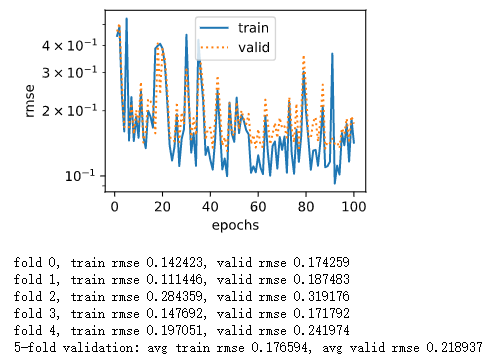 train
valid
4 × 10⁻¹
3 × 10⁻¹
2 × 10⁻¹
10⁻¹
rmse
0 20 40 60 80 100
epochs
fold 0, train rmse 0.142423, valid rmse 0.174259
fold 1, train rmse 0.111446, valid rmse 0.187483
fold 2, train rmse 0.284359, valid rmse 0.319176
fold 3, train rmse 0.147692, valid rmse 0.171792
fold 4, train rmse 0.197051, valid rmse 0.241974
5-fold validation: avg train rmse 0.176594, avg valid rmse 0.218937